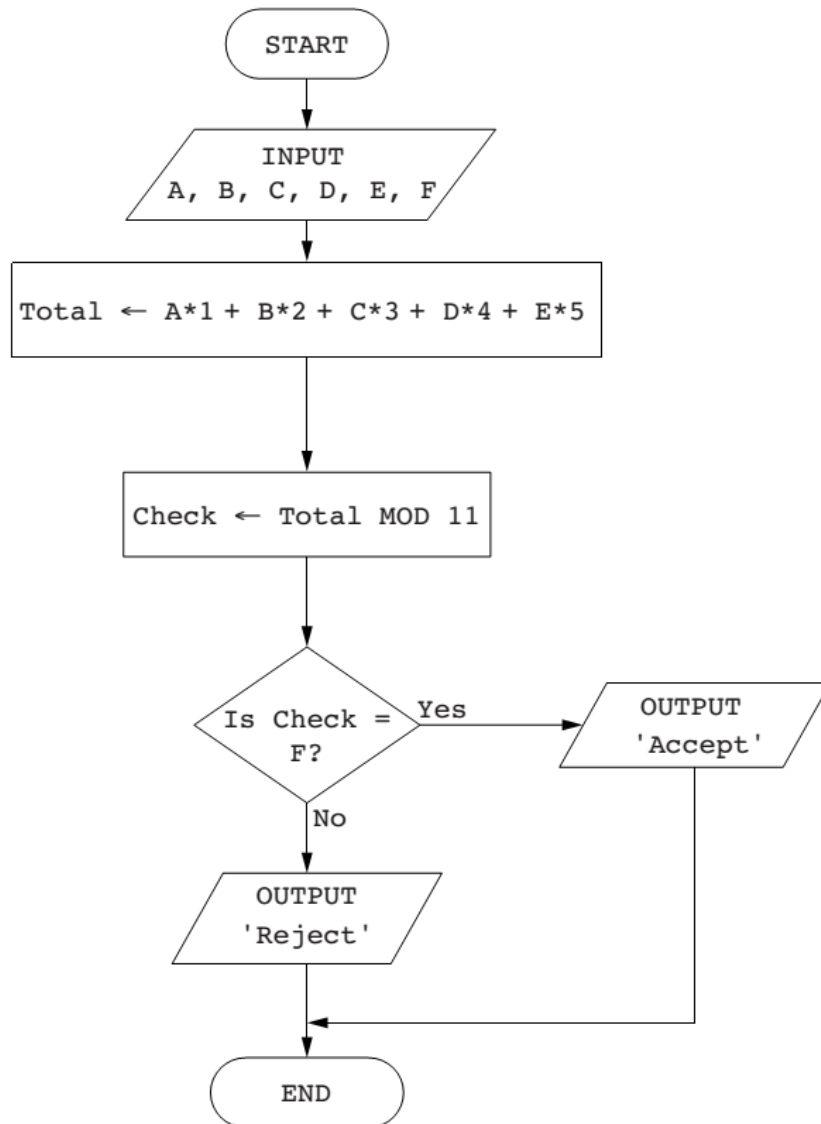 START
INPUT
A, B, C, D, E, F
Total ← A*1 + B*2 + C*3 + D*4 + E*5
Check ← Total MOD 11
Is Check =
F?
Yes
OUTPUT
'Accept'
No
OUTPUT
'Reject'
END